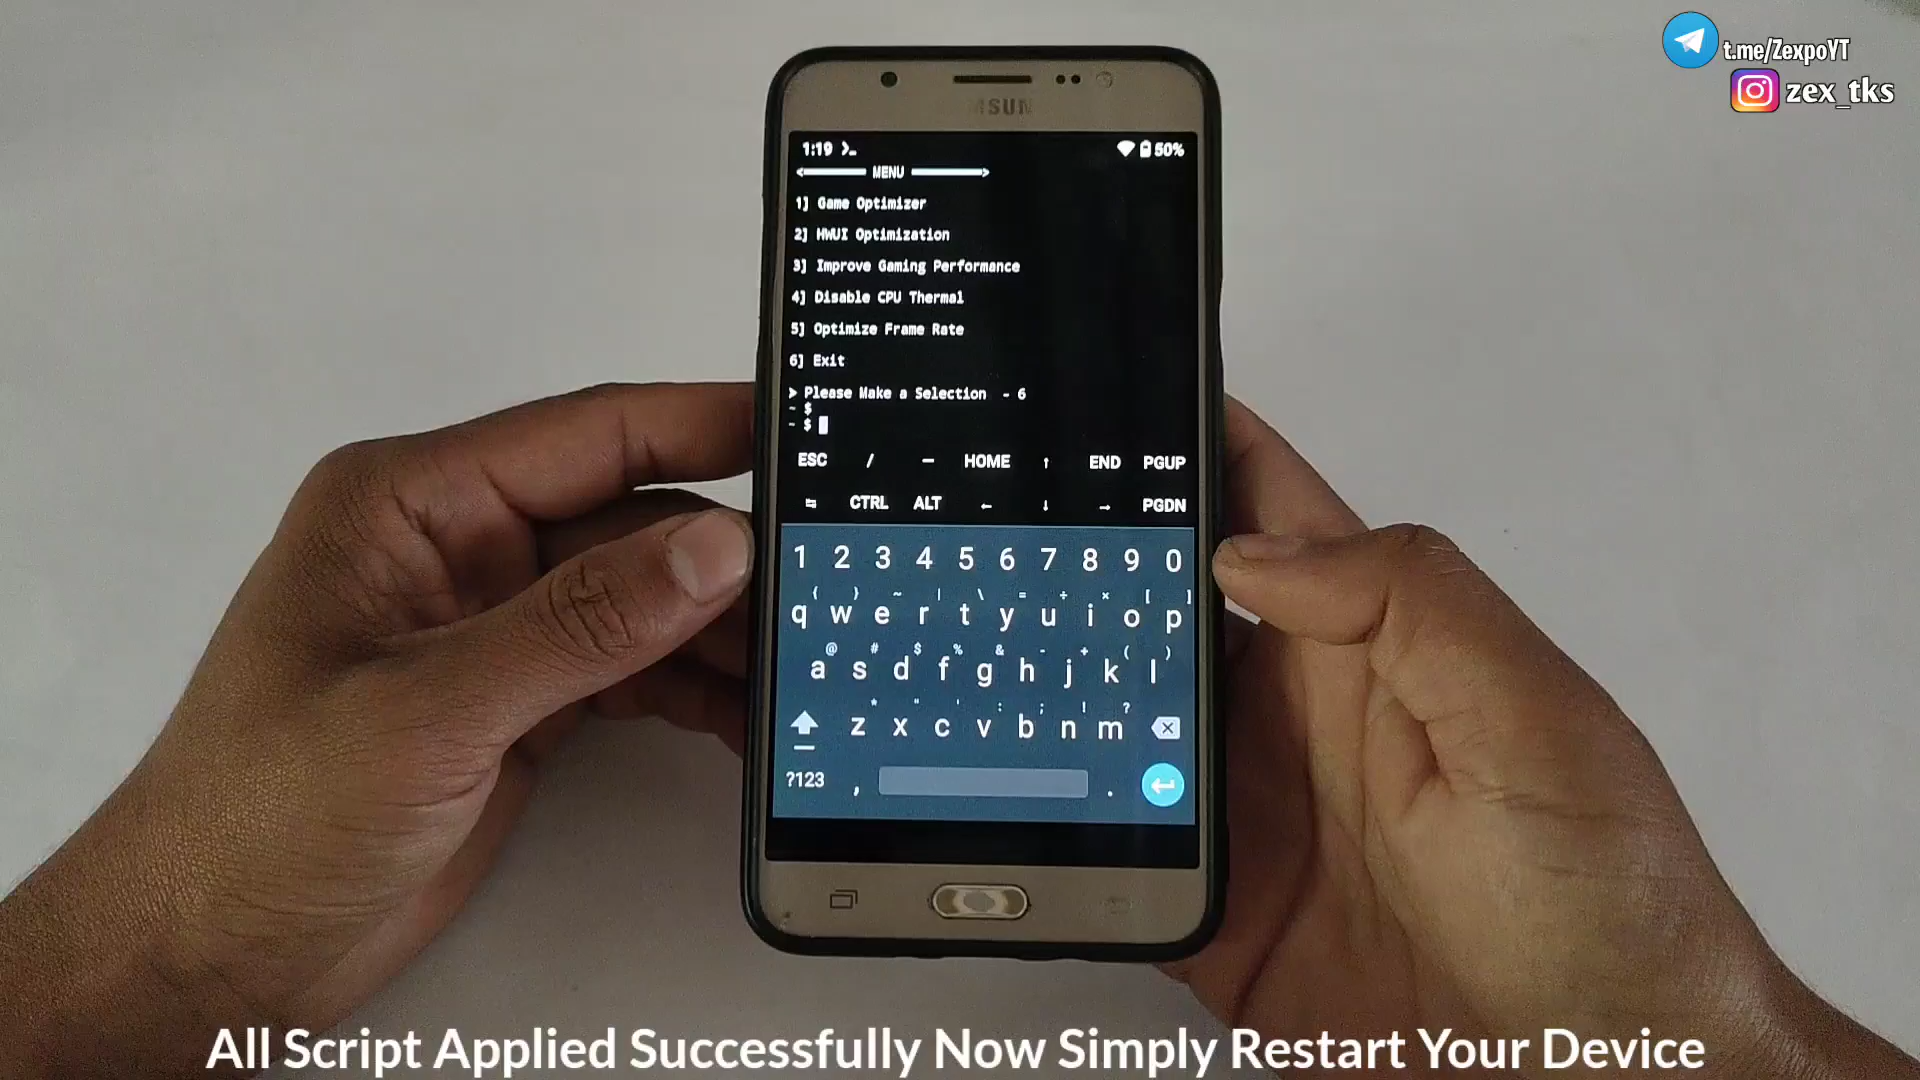 t.me/ZexpoYT
zex_tks
MSUN
1:19
50%
MENU
1] Game Optimizer
2] HWUI Optimization
3] Improve Gaming Performance
4] Disable CPU Thermal
5] Optimize Frame Rate
6] Exit
> Please Make a Selection - 6
~ $
~ $
ESC / — HOME ↑ END PGUP
↹ CTRL ALT ← ↓ → PGDN
1 2 3 4 5 6 7 8 9 0
{ } ~ | \ = ÷ × [ ]
q w e r t y u i o p
@ # $ % & - + ( )
a s d f g h j k l
* " ' : ; ! ?
z x c v b n m
?123 , .
All Script Applied Successfully Now Simply Restart Your Device